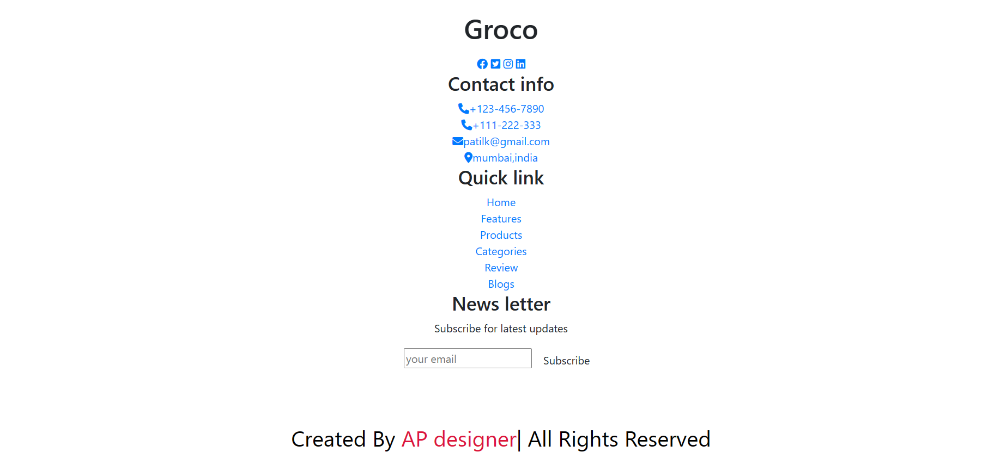 Groco
Contact info
+123-456-7890
+111-222-333
patilk@gmail.com
mumbai,india
Quick link
Home
Features
Products
Categories
Review
Blogs
News letter
Subscribe for latest updates
your email Subscribe
Created By AP designer| All Rights Reserved